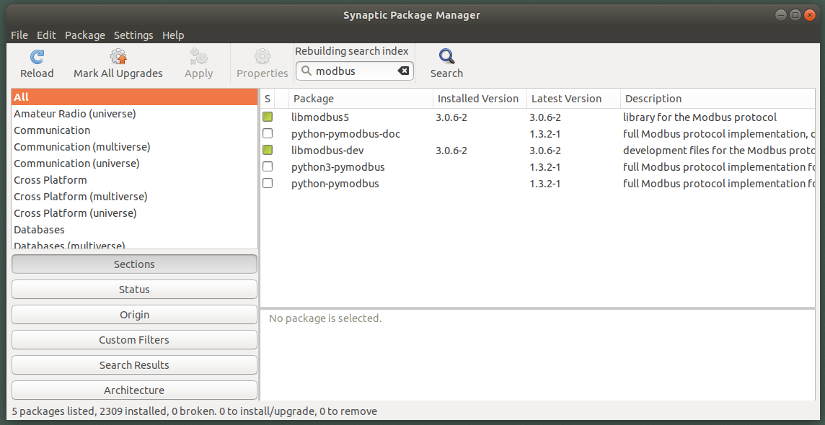 Synaptic Package Manager
File Edit Package Settings Help
Rebuilding search index
modbus
Reload Mark All Upgrades Apply Properties Search
All
Amateur Radio (universe)
Communication
Communication (multiverse)
Communication (universe)
Cross Platform
Cross Platform (multiverse)
Cross Platform (universe)
Databases
Databases (multiverse)
Sections
Status
Origin
Custom Filters
Search Results
Architecture
S Package Installed Version Latest Version Description
libmodbus5 3.0.6-2 3.0.6-2 library for the Modbus protocol
python-pymodbus-doc 1.3.2-1 full Modbus protocol implementation, c
libmodbus-dev 3.0.6-2 3.0.6-2 development files for the Modbus proto
python3-pymodbus 1.3.2-1 full Modbus protocol implementation fo
python-pymodbus 1.3.2-1 full Modbus protocol implementation fo
No package is selected.
5 packages listed, 2309 installed, 0 broken. 0 to install/upgrade, 0 to remove